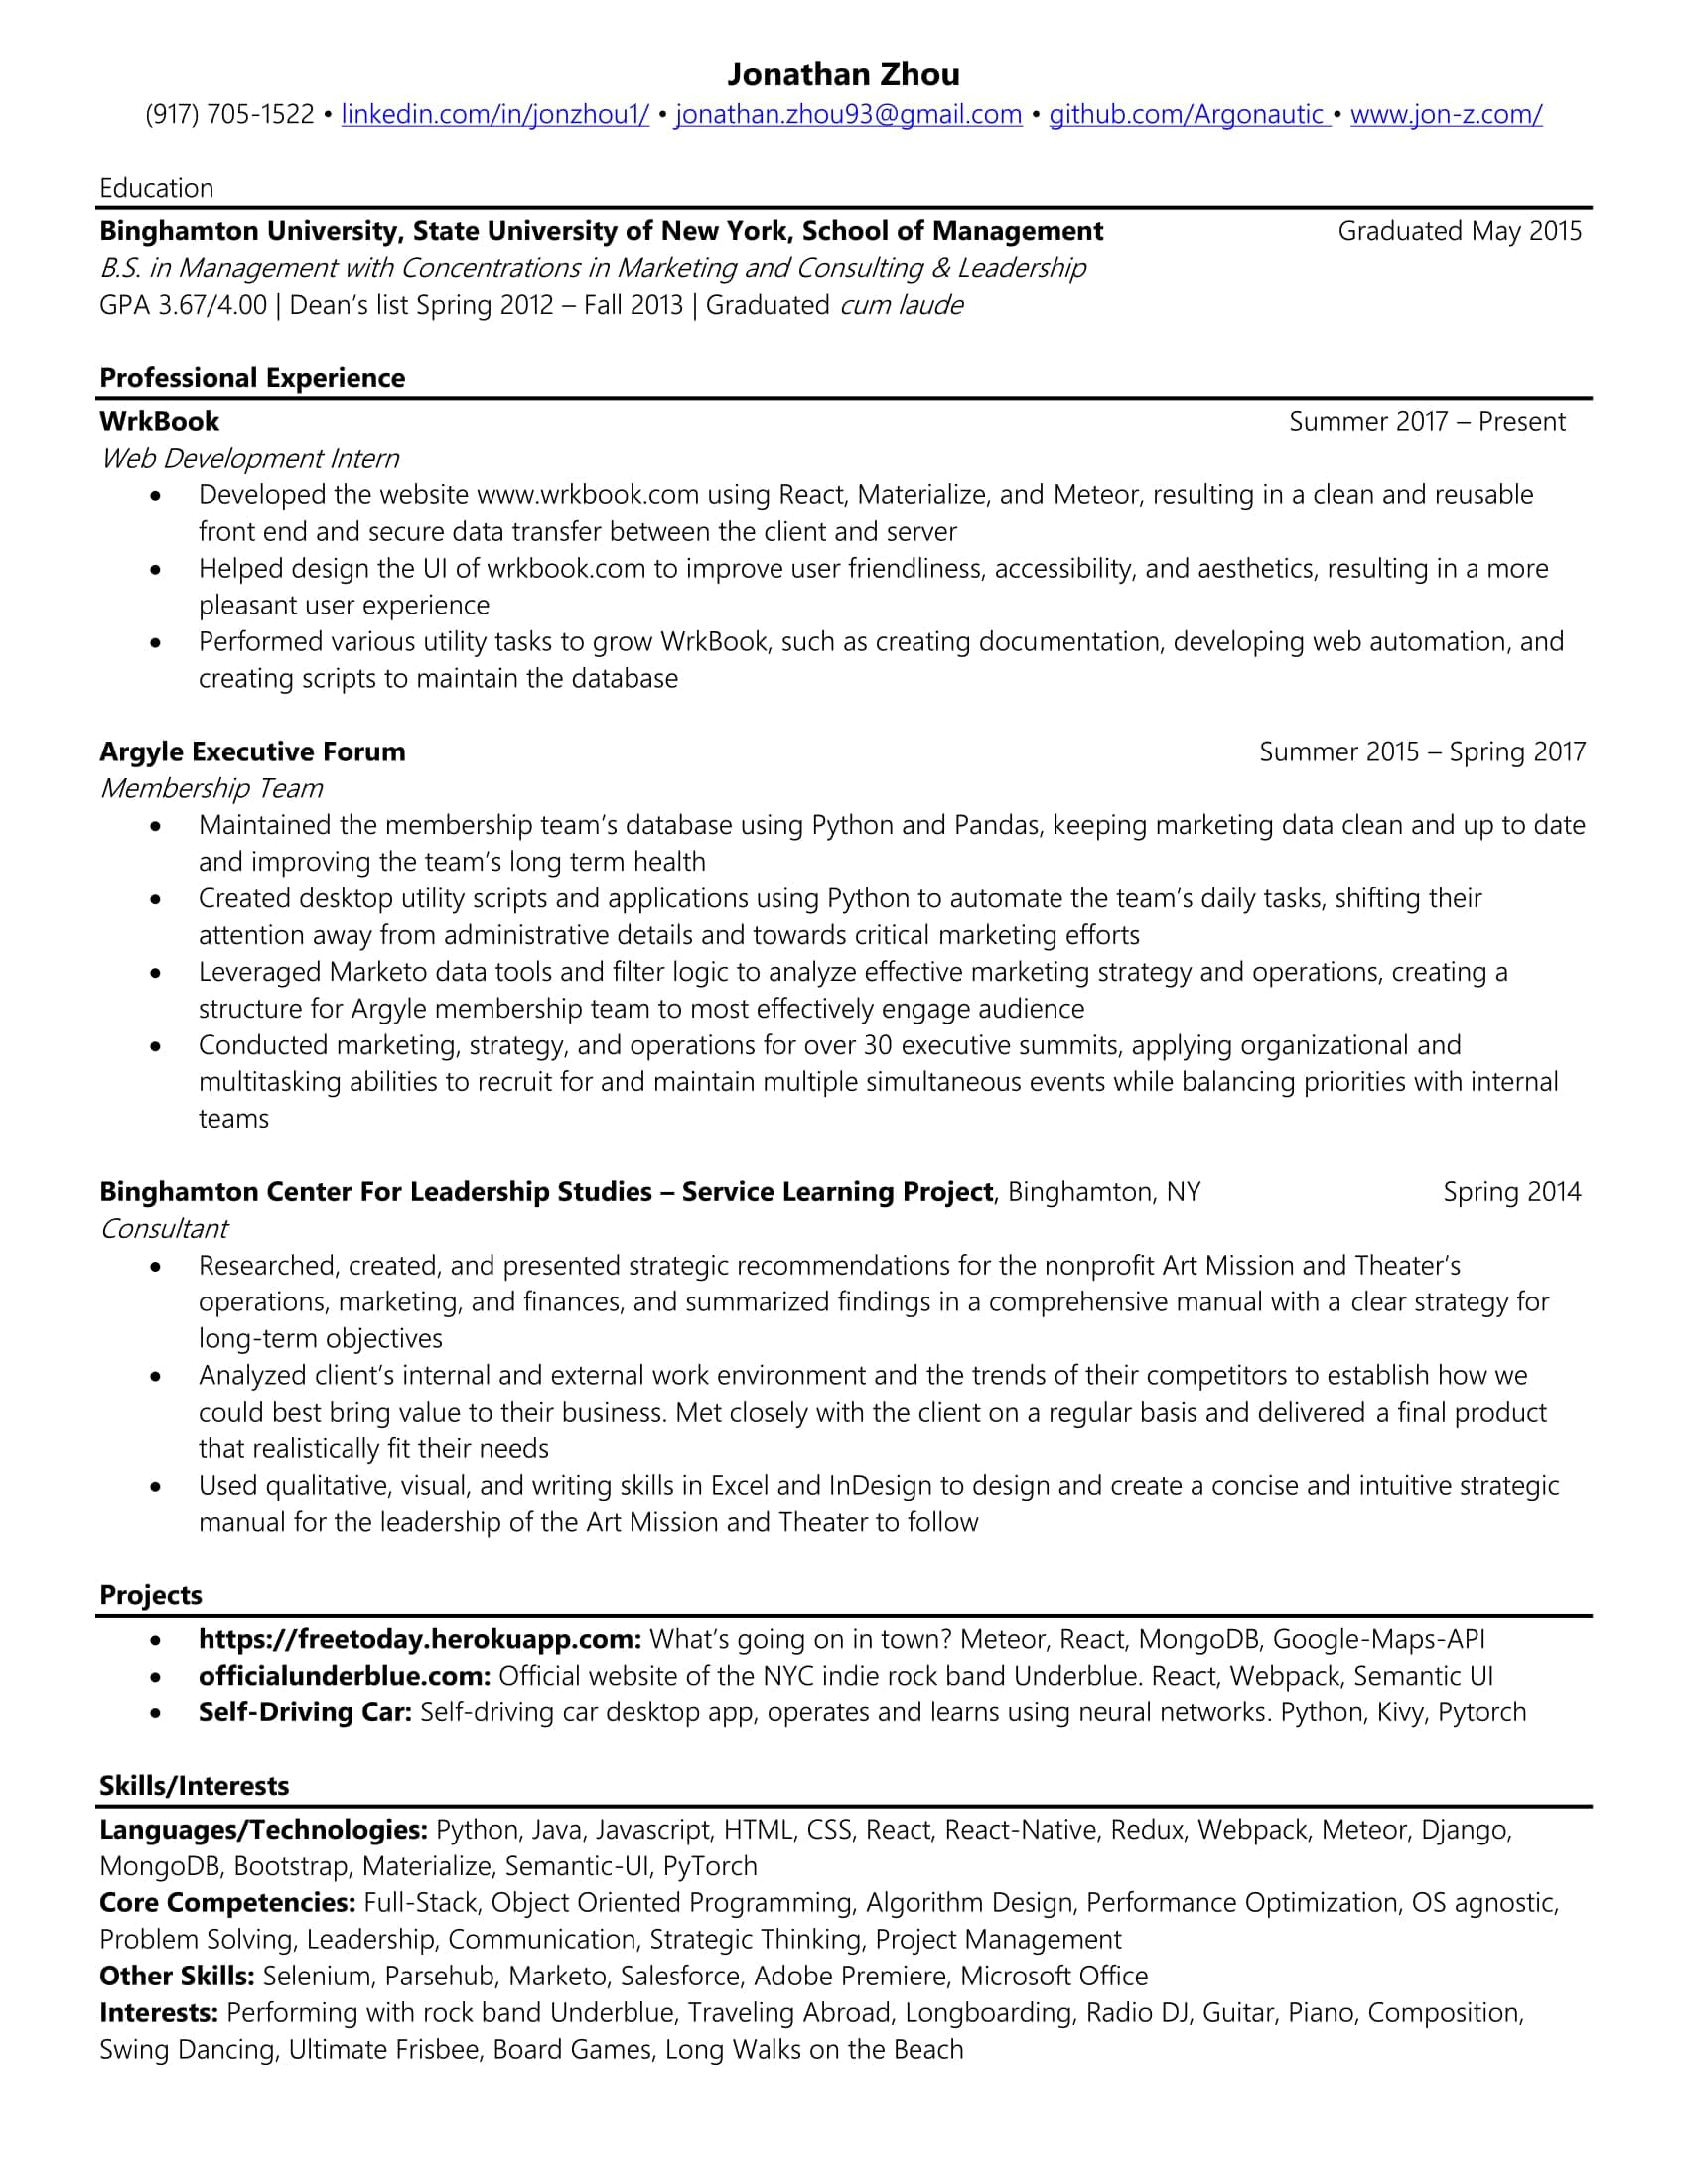 Jonathan Zhou
(917) 705-1522 • linkedin.com/in/jonzhou1/ • jonathan.zhou93@gmail.com • github.com/Argonautic • www.jon-z.com/
Education
Binghamton University, State University of New York, School of Management Graduated May 2015
B.S. in Management with Concentrations in Marketing and Consulting & Leadership
GPA 3.67/4.00 | Dean’s list Spring 2012 – Fall 2013 | Graduated cum laude
Professional Experience
WrkBook Summer 2017 – Present
Web Development Intern
• Developed the website www.wrkbook.com using React, Materialize, and Meteor, resulting in a clean and reusable
front end and secure data transfer between the client and server
• Helped design the UI of wrkbook.com to improve user friendliness, accessibility, and aesthetics, resulting in a more
pleasant user experience
• Performed various utility tasks to grow WrkBook, such as creating documentation, developing web automation, and
creating scripts to maintain the database
Argyle Executive Forum Summer 2015 – Spring 2017
Membership Team
• Maintained the membership team’s database using Python and Pandas, keeping marketing data clean and up to date
and improving the team’s long term health
• Created desktop utility scripts and applications using Python to automate the team’s daily tasks, shifting their
attention away from administrative details and towards critical marketing efforts
• Leveraged Marketo data tools and filter logic to analyze effective marketing strategy and operations, creating a
structure for Argyle membership team to most effectively engage audience
• Conducted marketing, strategy, and operations for over 30 executive summits, applying organizational and
multitasking abilities to recruit for and maintain multiple simultaneous events while balancing priorities with internal
teams
Binghamton Center For Leadership Studies – Service Learning Project, Binghamton, NY Spring 2014
Consultant
• Researched, created, and presented strategic recommendations for the nonprofit Art Mission and Theater’s
operations, marketing, and finances, and summarized findings in a comprehensive manual with a clear strategy for
long-term objectives
• Analyzed client’s internal and external work environment and the trends of their competitors to establish how we
could best bring value to their business. Met closely with the client on a regular basis and delivered a final product
that realistically fit their needs
• Used qualitative, visual, and writing skills in Excel and InDesign to design and create a concise and intuitive strategic
manual for the leadership of the Art Mission and Theater to follow
Projects
• https://freetoday.herokuapp.com: What’s going on in town? Meteor, React, MongoDB, Google-Maps-API
• officialunderblue.com: Official website of the NYC indie rock band Underblue. React, Webpack, Semantic UI
• Self-Driving Car: Self-driving car desktop app, operates and learns using neural networks. Python, Kivy, Pytorch
Skills/Interests
Languages/Technologies: Python, Java, Javascript, HTML, CSS, React, React-Native, Redux, Webpack, Meteor, Django,
MongoDB, Bootstrap, Materialize, Semantic-UI, PyTorch
Core Competencies: Full-Stack, Object Oriented Programming, Algorithm Design, Performance Optimization, OS agnostic,
Problem Solving, Leadership, Communication, Strategic Thinking, Project Management
Other Skills: Selenium, Parsehub, Marketo, Salesforce, Adobe Premiere, Microsoft Office
Interests: Performing with rock band Underblue, Traveling Abroad, Longboarding, Radio DJ, Guitar, Piano, Composition,
Swing Dancing, Ultimate Frisbee, Board Games, Long Walks on the Beach